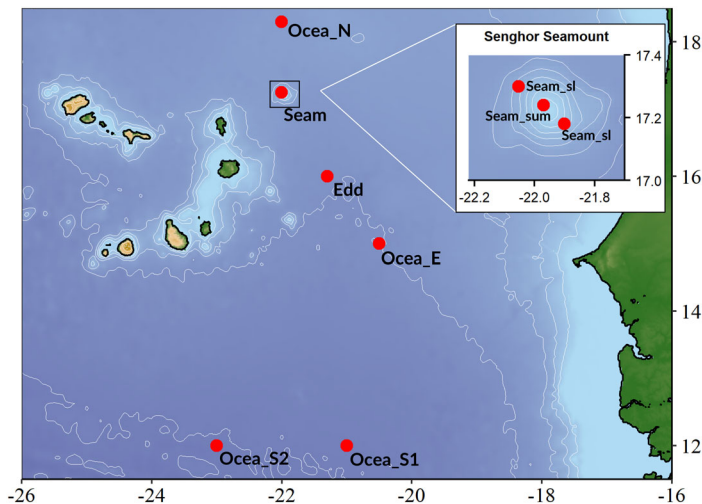 Ocea_N
18
Senghor Seamount
17.4
Seam_sl
Seam
Seam_sum
17.2
Seam_sl
17.0
-22.2 -22.0 -21.8
Edd
16
Ocea_E
14
Ocea_S2
Ocea_S1
12
-26 -24 -22 -20 -18 -16